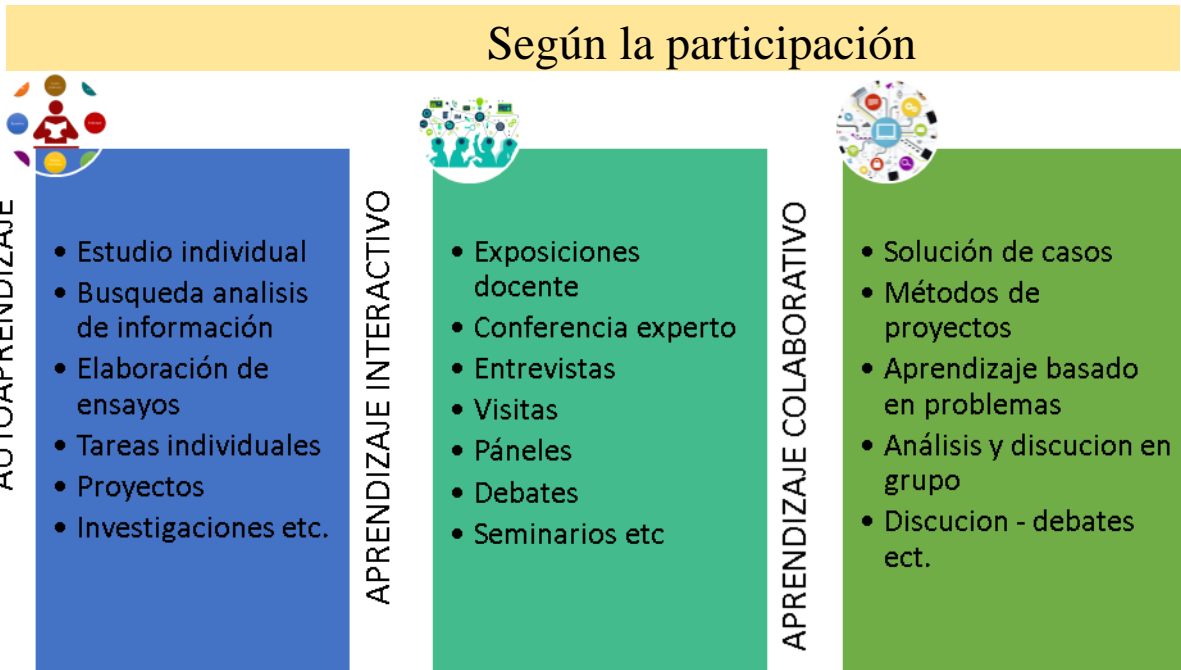 Según la participación
AUTOAPRENDIZAJE
• Estudio individual
• Busqueda analisis
de información
• Elaboración de
ensayos
• Tareas individuales
• Proyectos
• Investigaciones etc.
APRENDIZAJE INTERACTIVO
• Exposiciones
docente
• Conferencia experto
• Entrevistas
• Visitas
• Páneles
• Debates
• Seminarios etc
APRENDIZAJE COLABORATIVO
• Solución de casos
• Métodos de
proyectos
• Aprendizaje basado
en problemas
• Análisis y discucion en
grupo
• Discucion - debates
ect.